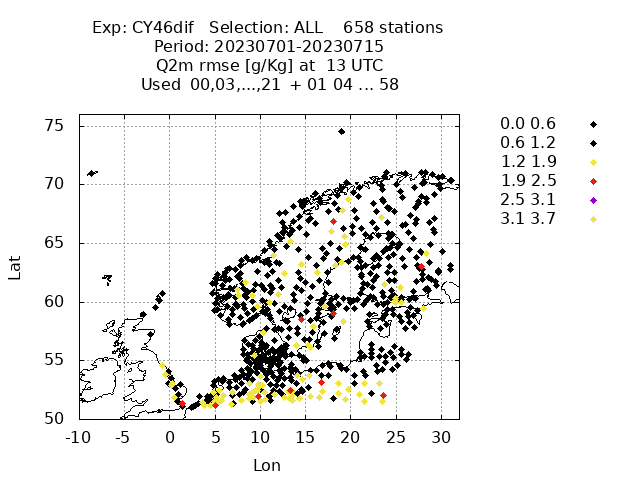 Exp: CY46dif   Selection: ALL    658 stations
Period: 20230701-20230715
Q2m rmse [g/Kg] at  13 UTC
Used  00,03,...,21  + 01 04 ... 58
0.0 0.6
0.6 1.2
1.2 1.9
1.9 2.5
2.5 3.1
3.1 3.7
75
70
65
60
55
50
Lat
-10 -5 0 5 10 15 20 25 30
Lon